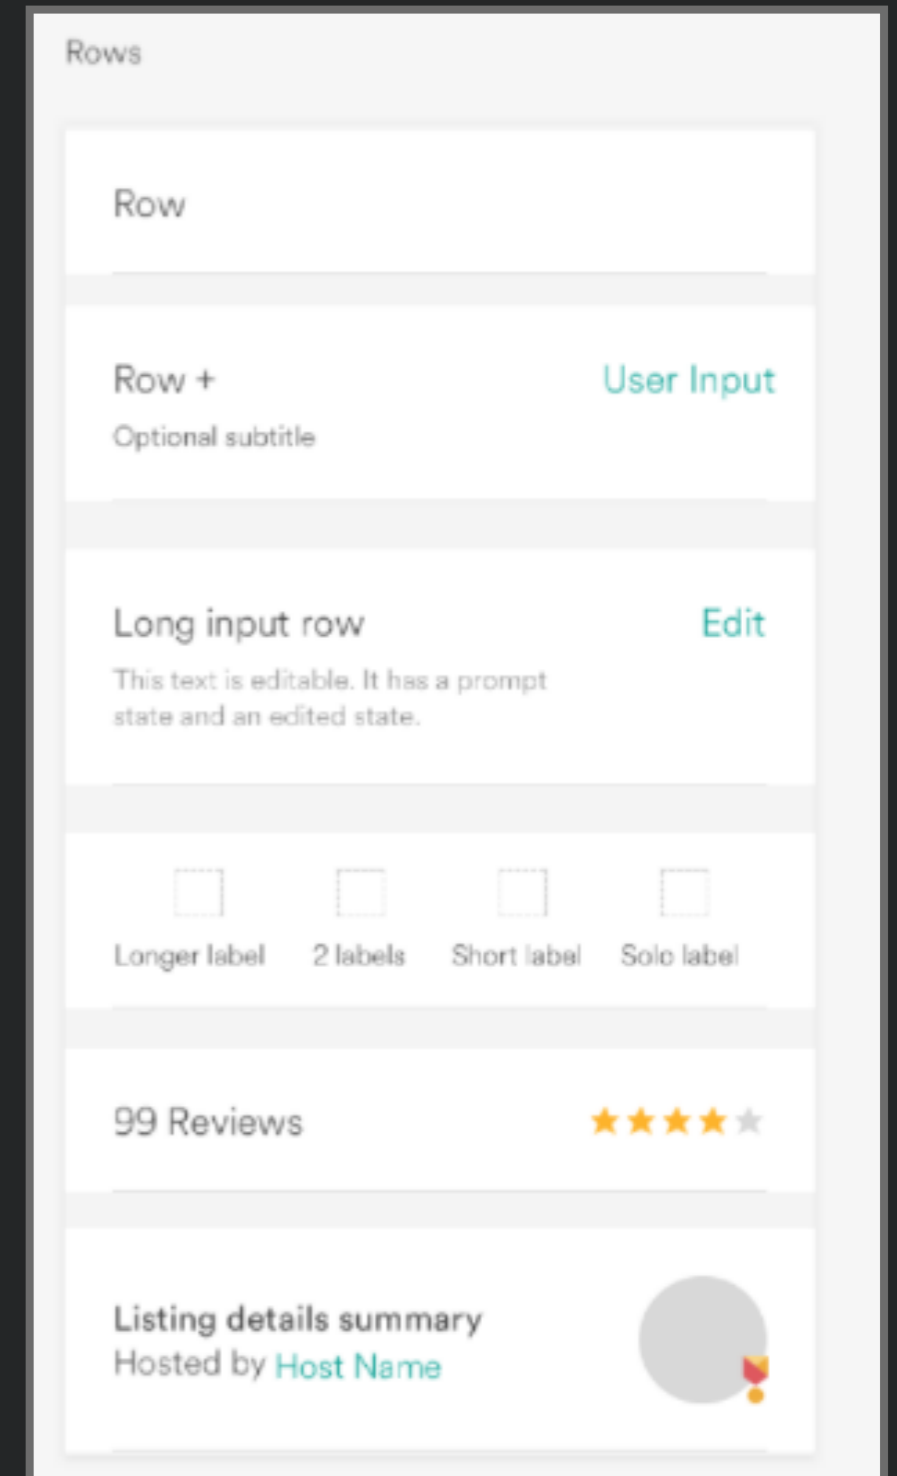 Rows
Row
Row + User Input
Optional subtitle
Long input row Edit
This text is editable. It has a prompt
state and an edited state.
Longer label 2 labels Short label Solo label
99 Reviews
Listing details summary
Hosted by Host Name